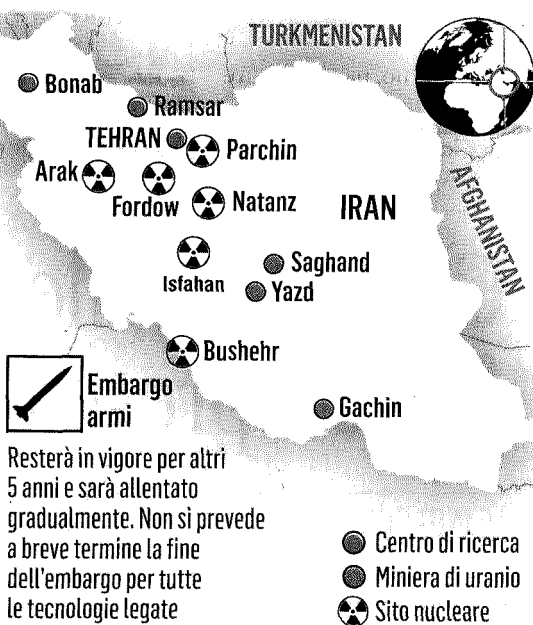 TURKMENISTAN
Bonab
Ramsar
TEHRAN
Parchin
Arak
Fordow
Natanz
IRAN
AFGHANISTAN
Isfahan
Saghand
Yazd
Bushehr
Embargo
armi
Gachin
Resterà in vigore per altri
5 anni e sarà allentato
gradualmente. Non si prevede
a breve termine la fine
dell'embargo per tutte
le tecnologie legate
Centro di ricerca
Miniera di uranio
Sito nucleare